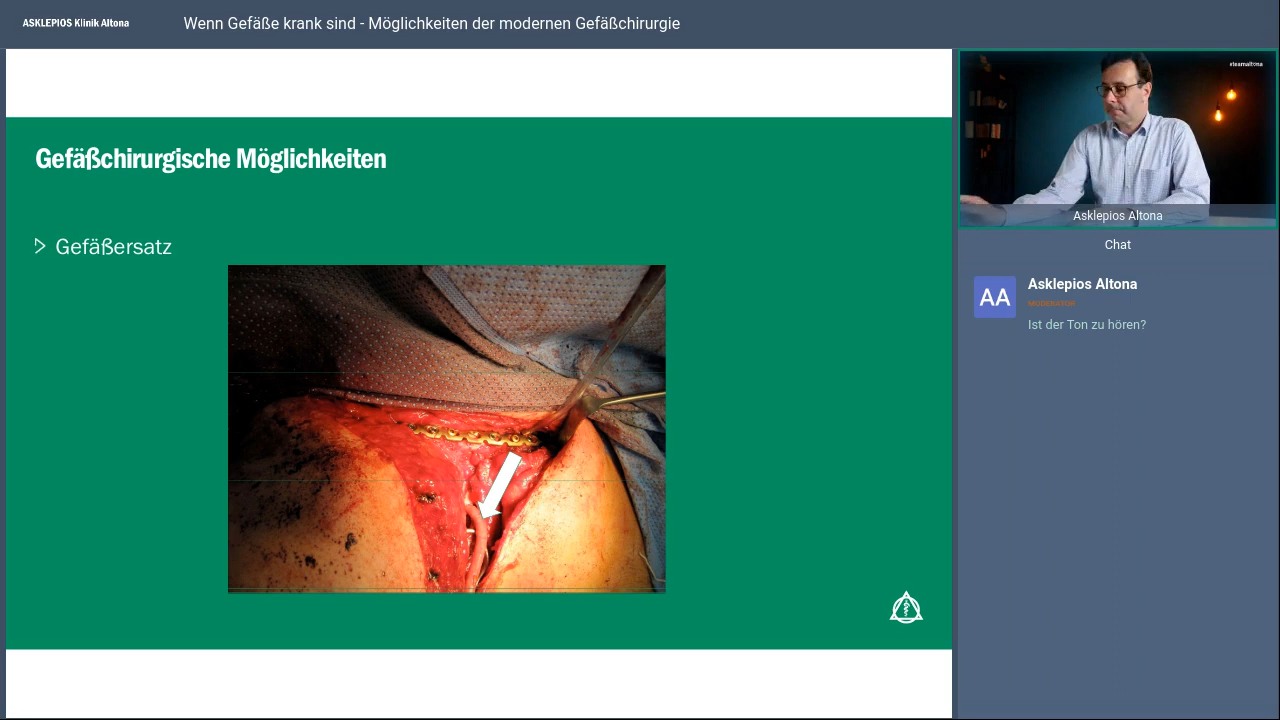 ASKLEPIOS Klinik Altona
Wenn Gefäße krank sind - Möglichkeiten der modernen Gefäßchirurgie
Gefäßchirurgische Möglichkeiten
Gefäßersatz
#teamaltona
Asklepios Altona
Chat
AA
Asklepios Altona
MODERATOR
Ist der Ton zu hören?